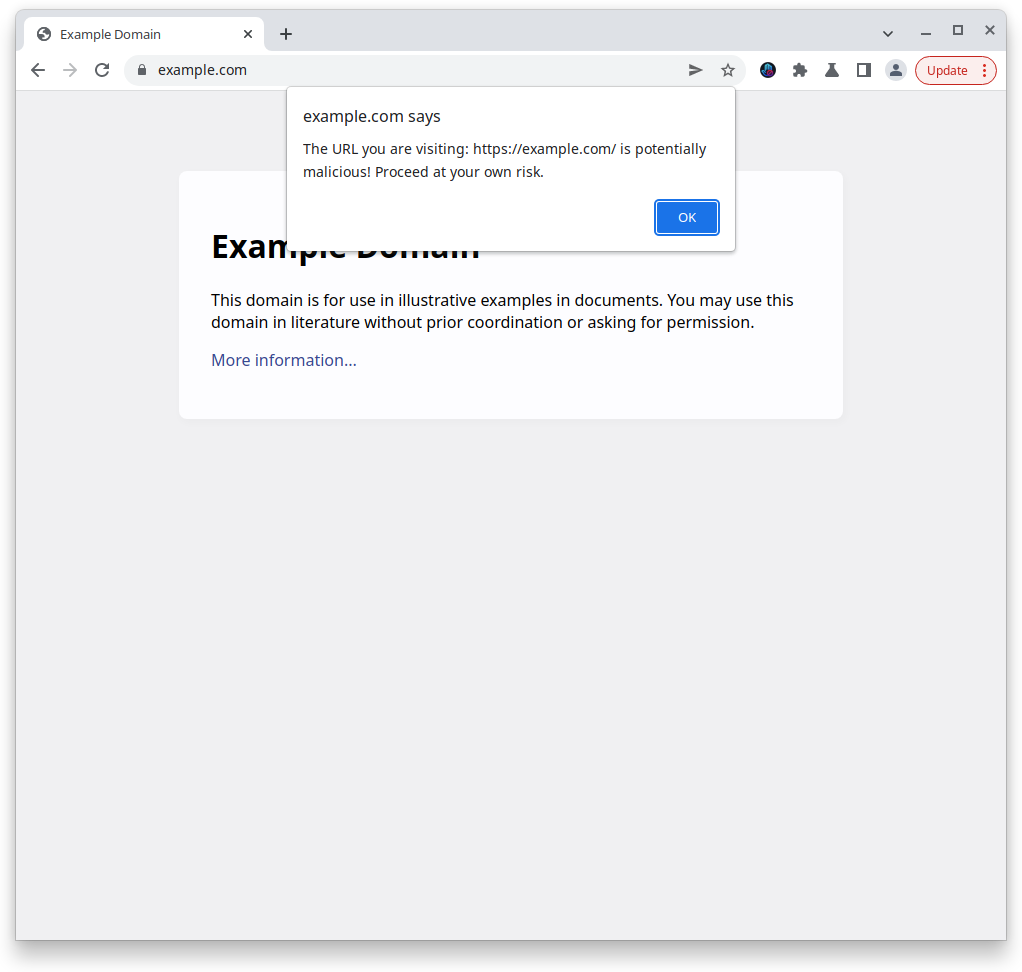 Example Domain
example.com
Update
example.com says
The URL you are visiting: https://example.com/ is potentially
malicious! Proceed at your own risk.
OK
Example Domain
This domain is for use in illustrative examples in documents. You may use this
domain in literature without prior coordination or asking for permission.
More information...